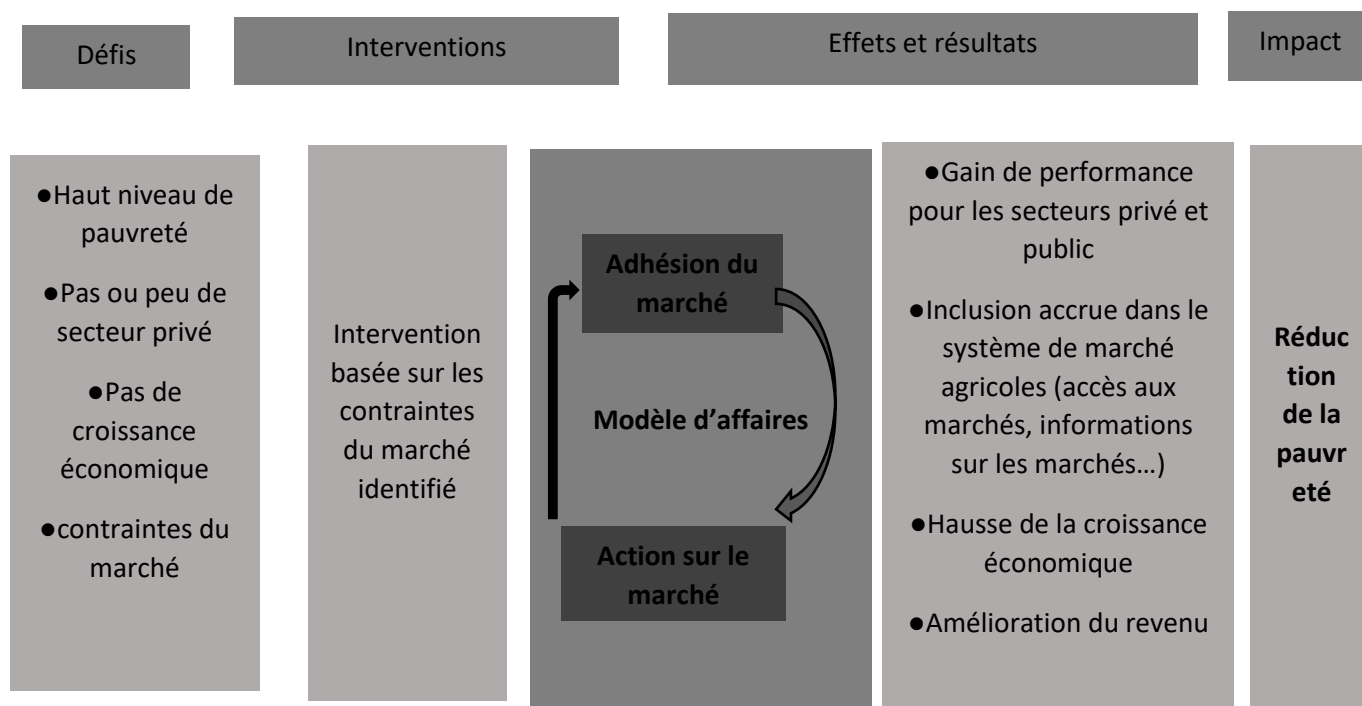 Défis
Interventions
Effets et résultats
Impact
●Haut niveau de
pauvreté
●Pas ou peu de
secteur privé
●Pas de
croissance
économique
●contraintes du
marché
Intervention
basée sur les
contraintes
du marché
identifié
Adhésion du
marché
Modèle d’affaires
Action sur le
marché
●Gain de performance
pour les secteurs privé et
public
●Inclusion accrue dans le
système de marché
agricoles (accès aux
marchés, informations
sur les marchés…)
●Hausse de la croissance
économique
●Amélioration du revenu
Réduc
tion
de la
pauvr
eté